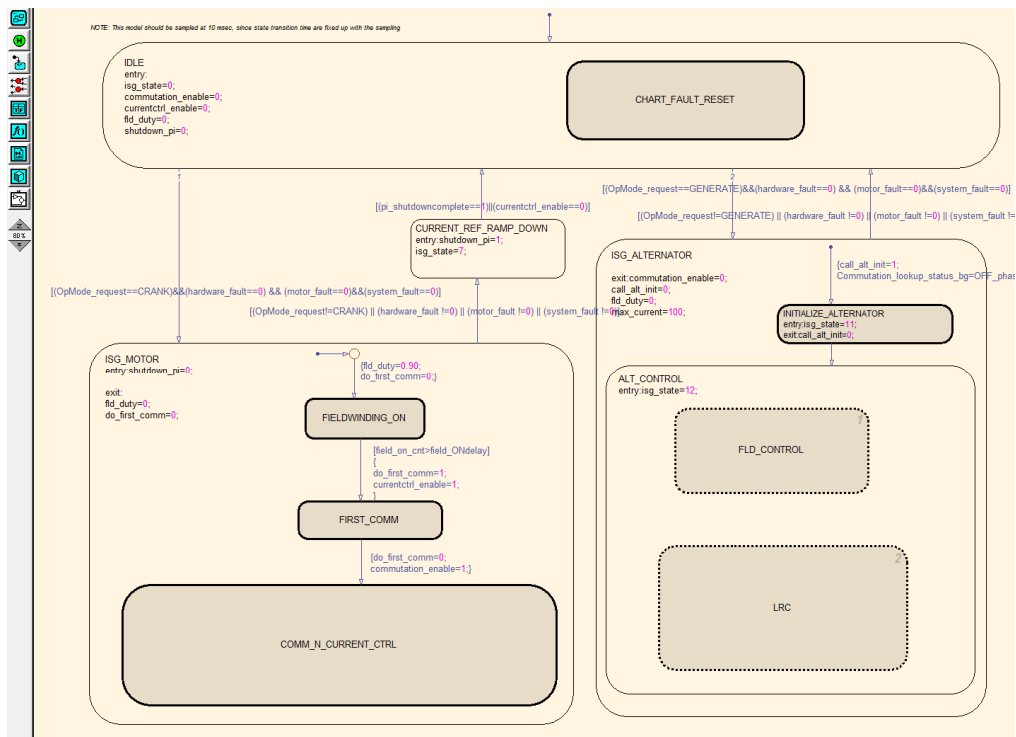 NOTE: This model should be sampled at 10 msec, since state transition time are fixed up with the sampling
IDLE
entry:
isg_state=0;
commutation_enable=0;
currentctrl_enable=0;
fld_duty=0;
shutdown_pi=0;
CHART_FAULT_RESET
1
2
[(OpMode_request==GENERATE)&&(hardware_fault==0) && (motor_fault==0)&&(system_fault==0)]
[(pi_shutdowncomplete==1)||(currentctrl_enable==0)]
[(OpMode_request!=GENERATE) || (hardware_fault !=0) || (motor_fault !=0) || (system_fault !=
CURRENT_REF_RAMP_DOWN
entry:shutdown_pi=1;
isg_state=7;
ISG_ALTERNATOR
exit:commutation_enable=0;
call_alt_init=0;
fld_duty=0;
max_current=100;
{call_alt_init=1;
Commutation_lookup_status_bg=OFF_phas
[(OpMode_request==CRANK)&&(hardware_fault==0) && (motor_fault==0)&&(system_fault==0)]
[(OpMode_request!=CRANK) || (hardware_fault !=0) || (motor_fault !=0) || (system_fault !=0)]
INITIALIZE_ALTERNATOR
entry:isg_state=11;
exit:call_alt_init=0;
ISG_MOTOR
entry:shutdown_pi=0;
exit:
fld_duty=0;
do_first_comm=0;
{fld_duty=0.90;
do_first_comm=0;}
FIELDWINDING_ON
[field_on_cnt>field_ONdelay]
{
do_first_comm=1;
currentctrl_enable=1;
}
FIRST_COMM
{do_first_comm=0;
commutation_enable=1;}
COMM_N_CURRENT_CTRL
ALT_CONTROL
entry:isg_state=12;
1
FLD_CONTROL
2
LRC
80%